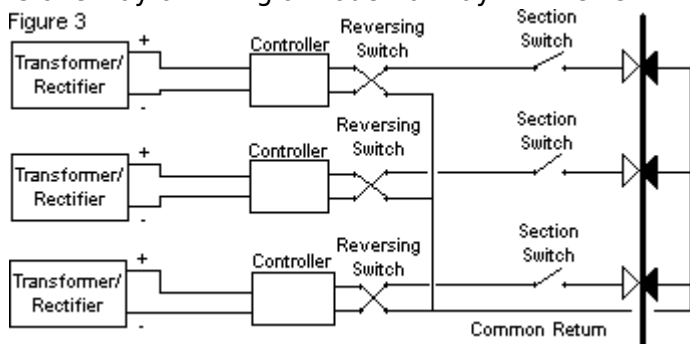 Figure 3
Transformer/
Rectifier
+
-
Controller
Reversing
Switch
Section
Switch
Transformer/
Rectifier
+
-
Controller
Reversing
Switch
Section
Switch
Transformer/
Rectifier
+
-
Controller
Reversing
Switch
Section
Switch
Common Return